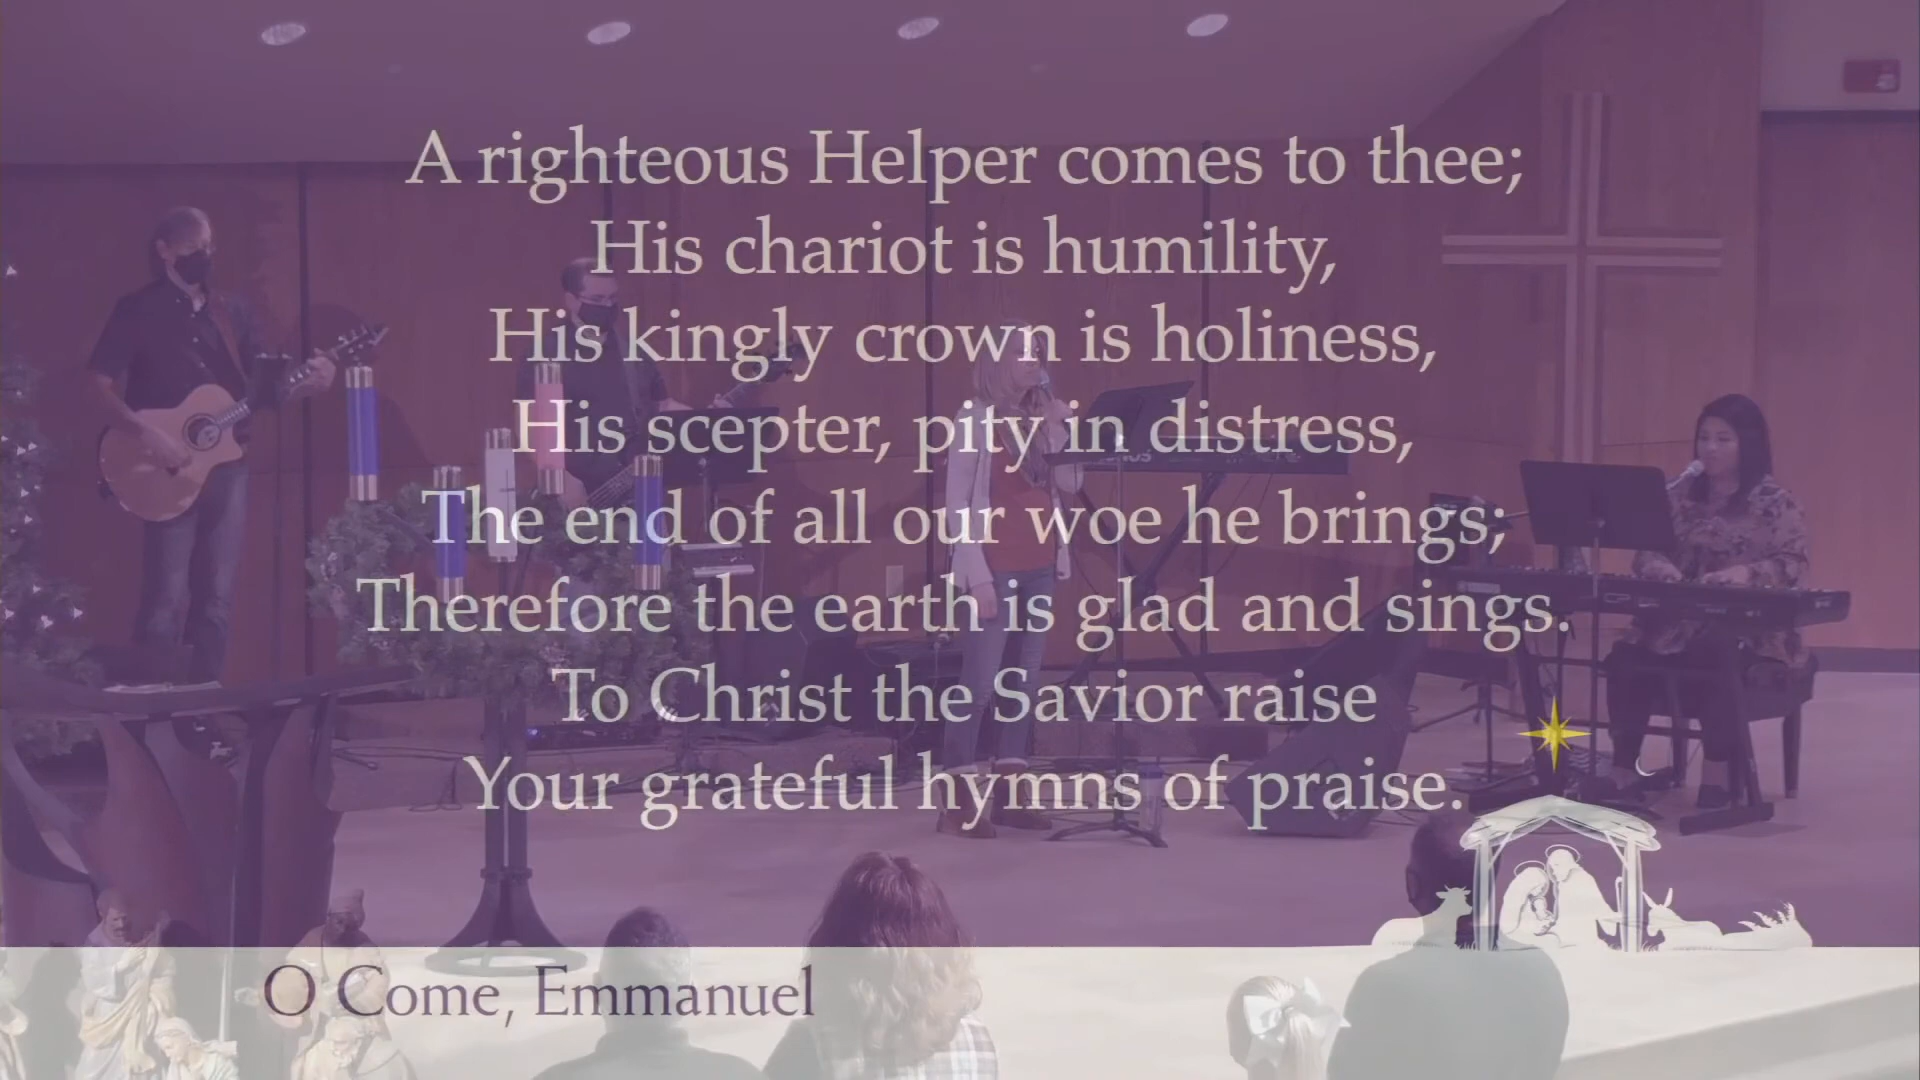 A righteous Helper comes to thee;
His chariot is humility,
His kingly crown is holiness,
His scepter, pity in distress,
The end of all our woe he brings;
Therefore the earth is glad and sings.
To Christ the Savior raise
Your grateful hymns of praise.
O Come, Emmanuel